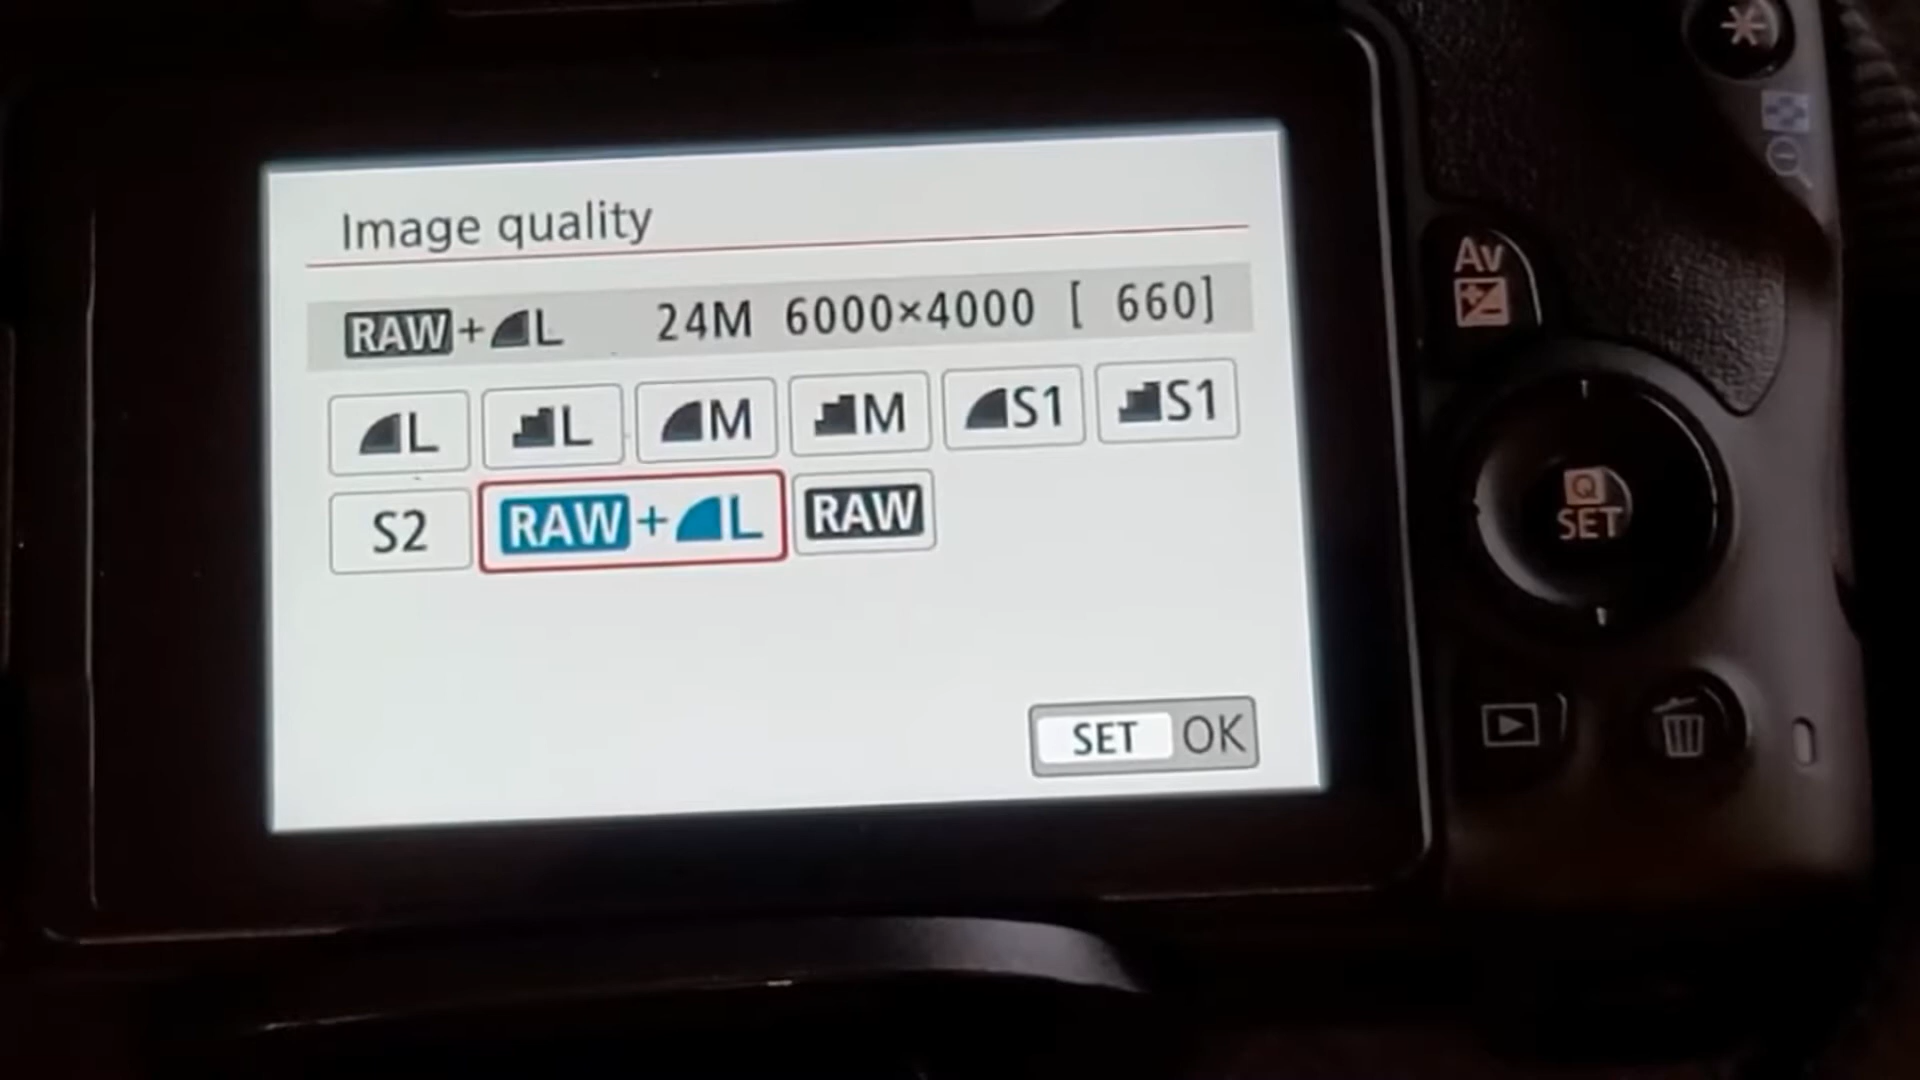 Image quality
RAW+L 24M 6000×4000 [ 660]
L L M M S1 S1
S2 RAW+L RAW
SET OK
Av
Q
SET